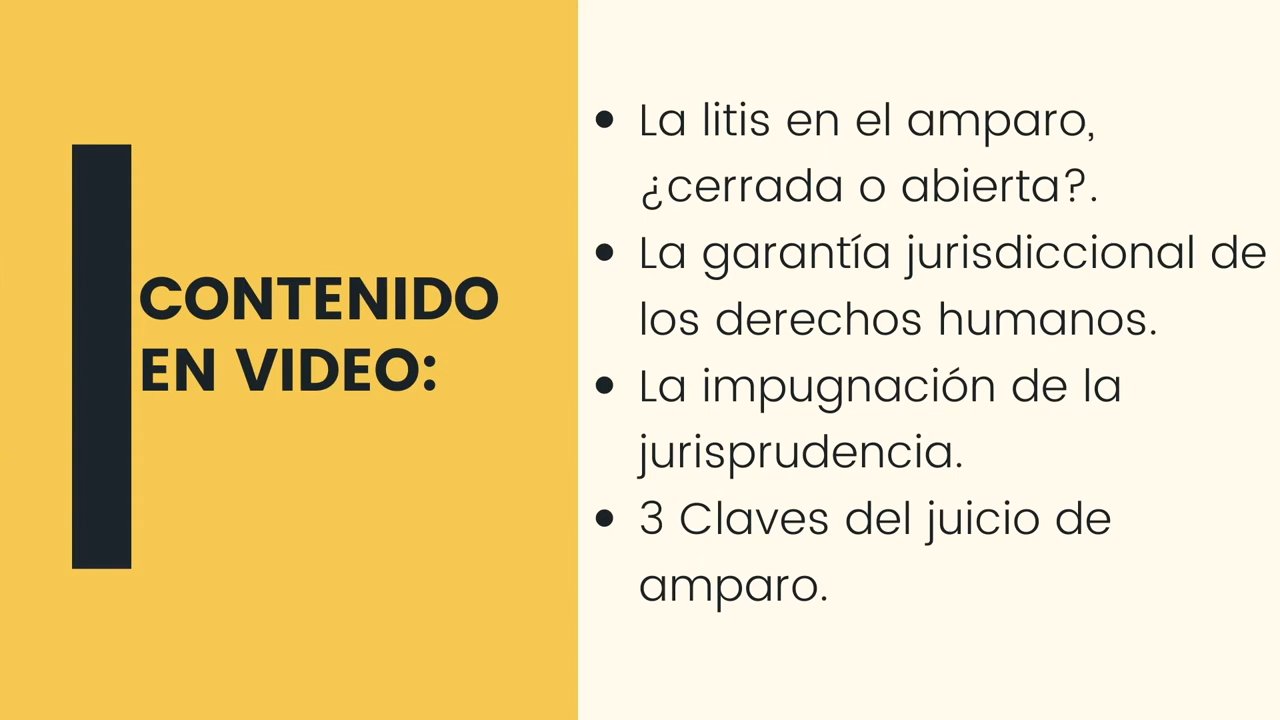 CONTENIDO
EN VIDEO:
• La litis en el amparo,
¿cerrada o abierta?.
• La garantía jurisdiccional de
los derechos humanos.
• La impugnación de la
jurisprudencia.
• 3 Claves del juicio de
amparo.